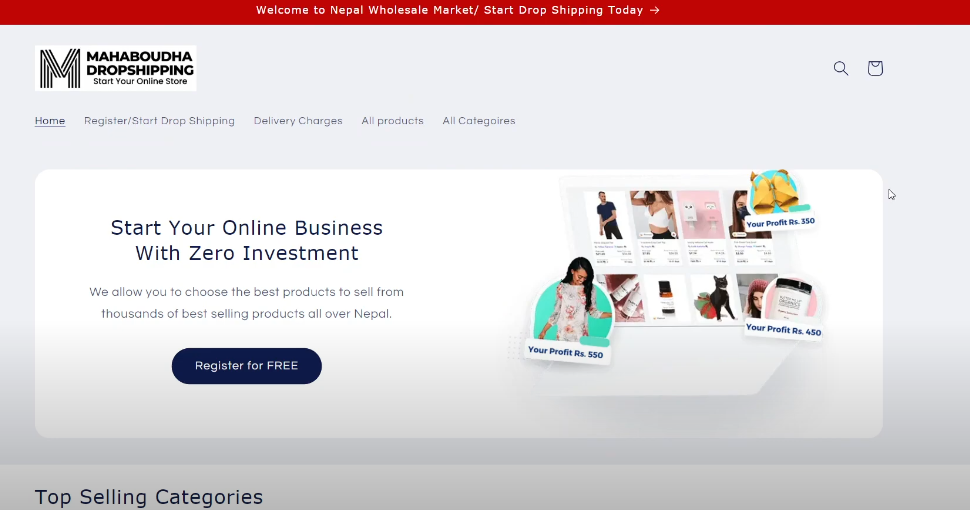 Welcome to Nepal Wholesale Market/ Start Drop Shipping Today →
MAHABOUDHA
DROPSHIPPING
Start Your Online Store
Home Register/Start Drop Shipping Delivery Charges All products All Categoires
Start Your Online Business
With Zero Investment
We allow you to choose the best products to sell from
thousands of best selling products all over Nepal.
Register for FREE
Your Profit Rs. 350
Your Profit Rs. 450
Your Profit Rs. 550
Top Selling Categories